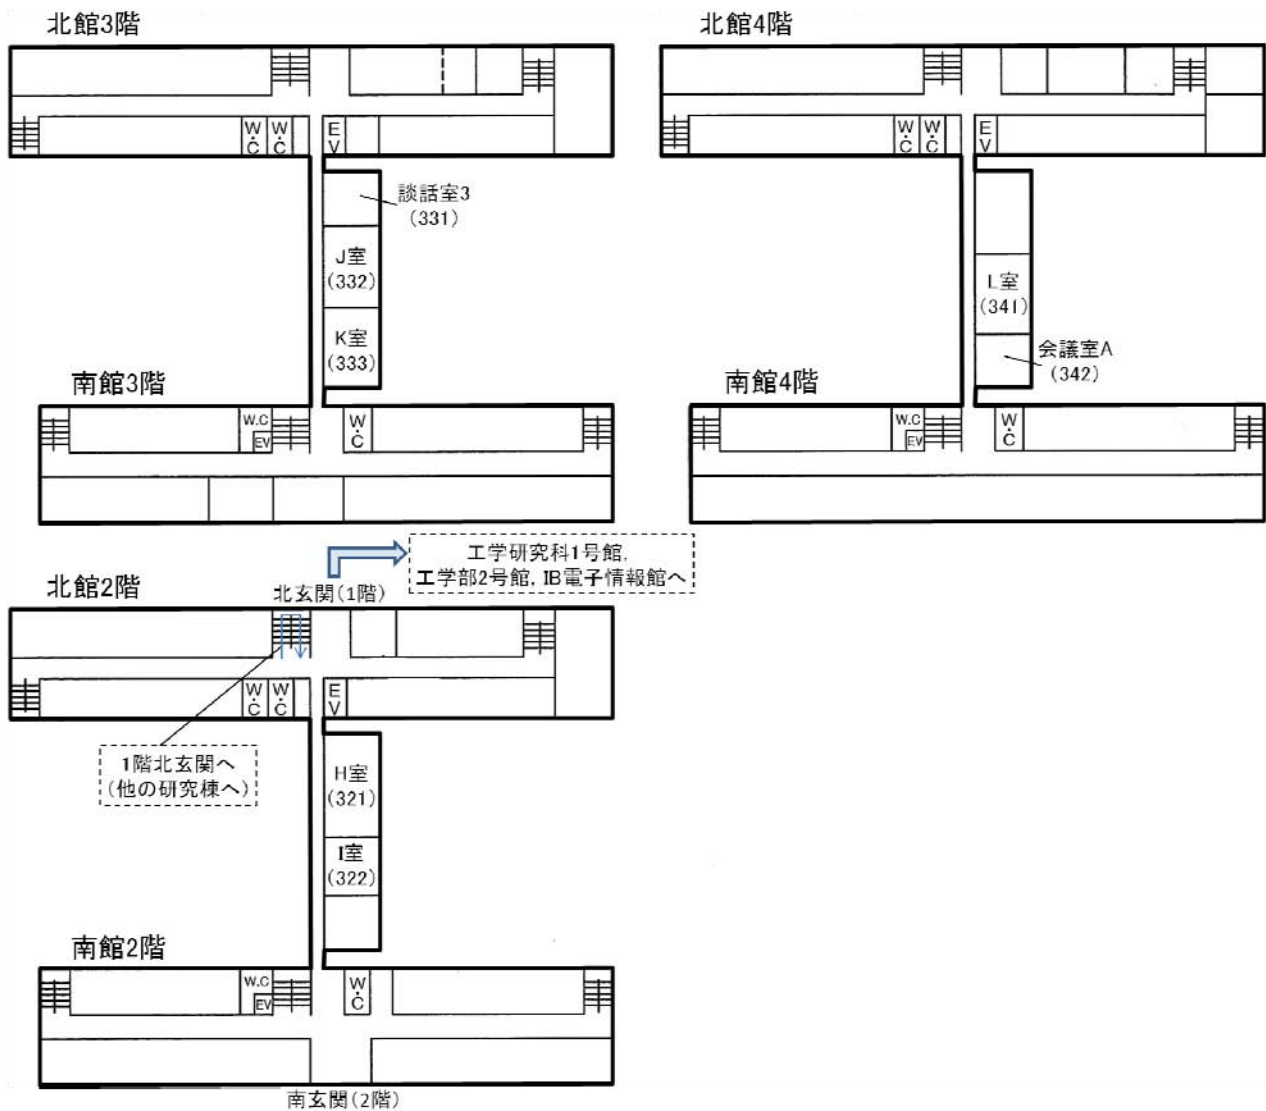 北館3階
W.C
W.C
EV
談話室3
(331)
J室
(332)
K室
(333)
南館3階
W.C
EV
W.C
北館4階
W.C
W.C
EV
L室
(341)
会議室A
(342)
南館4階
W.C
EV
W.C
工学研究科1号館,
工学部2号館, IB電子情報館へ
北玄関(1階)
北館2階
W.C
W.C
EV
1階北玄関へ
(他の研究棟へ)
H室
(321)
I室
(322)
南館2階
W.C
EV
W.C
南玄関(2階)